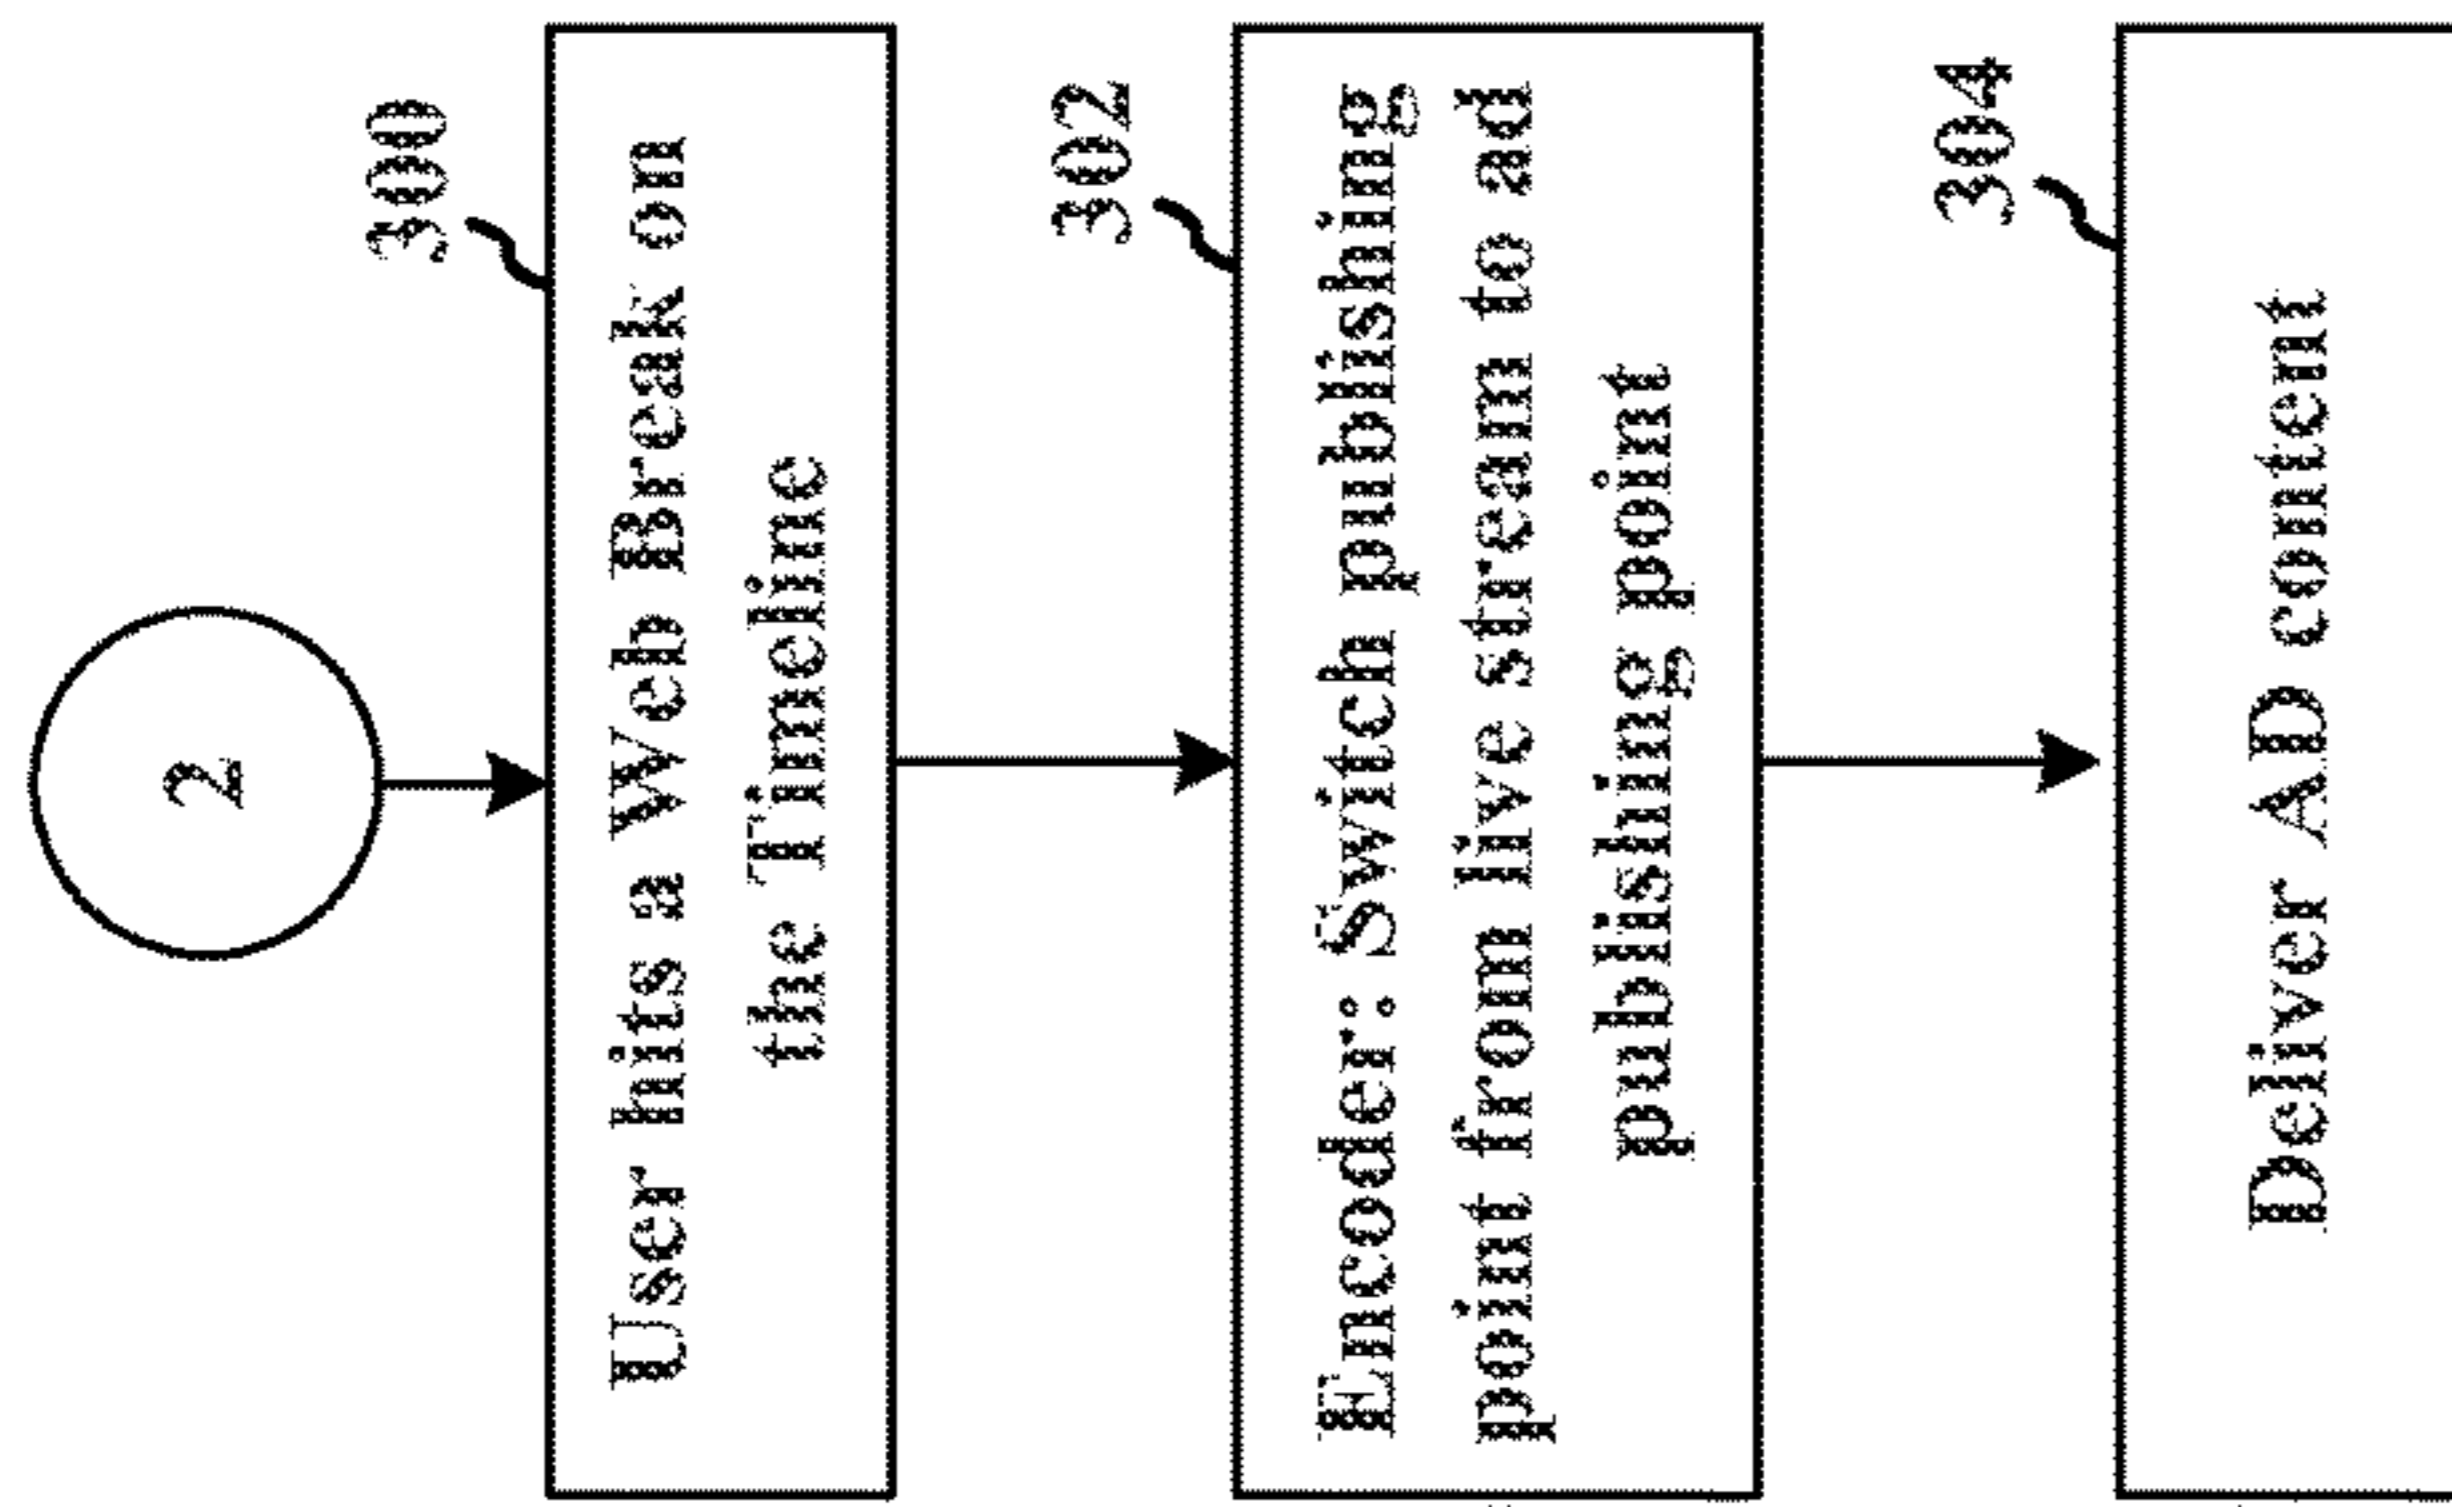 2
300
User hits a Web Break on
the Timeline
302
Encoder: Switch publishing
point from live stream to ad
publishing point
304
Deliver AD content